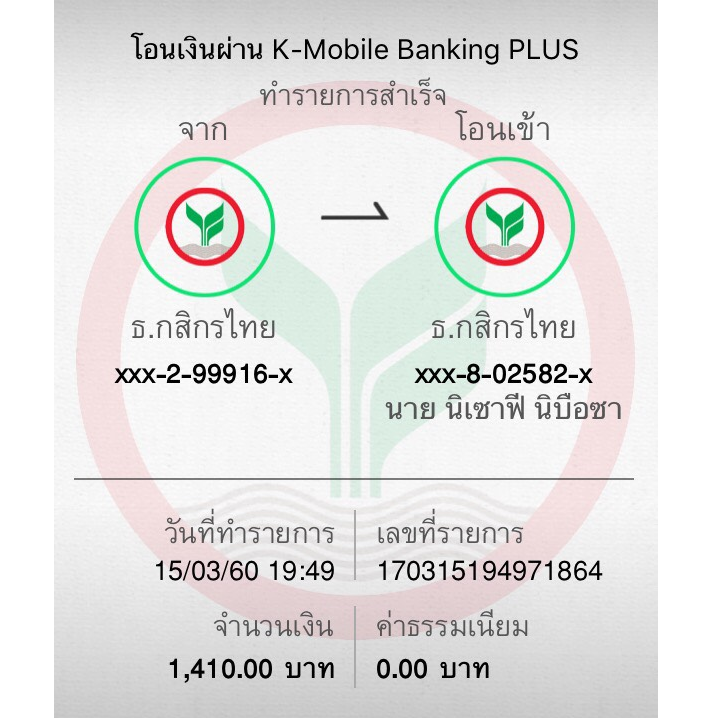 โอนเงินผ่าน K-Mobile Banking PLUS
ทำรายการสำเร็จ
จาก
โอนเข้า
ธ.กสิกรไทย
ธ.กสิกรไทย
xxx-2-99916-x
xxx-8-02582-x
นาย นิเซาฟี นิบือซา
วันที่ทำรายการ
เลขที่รายการ
15/03/60 19:49
170315194971864
จำนวนเงิน
ค่าธรรมเนียม
1,410.00 บาท
0.00 บาท